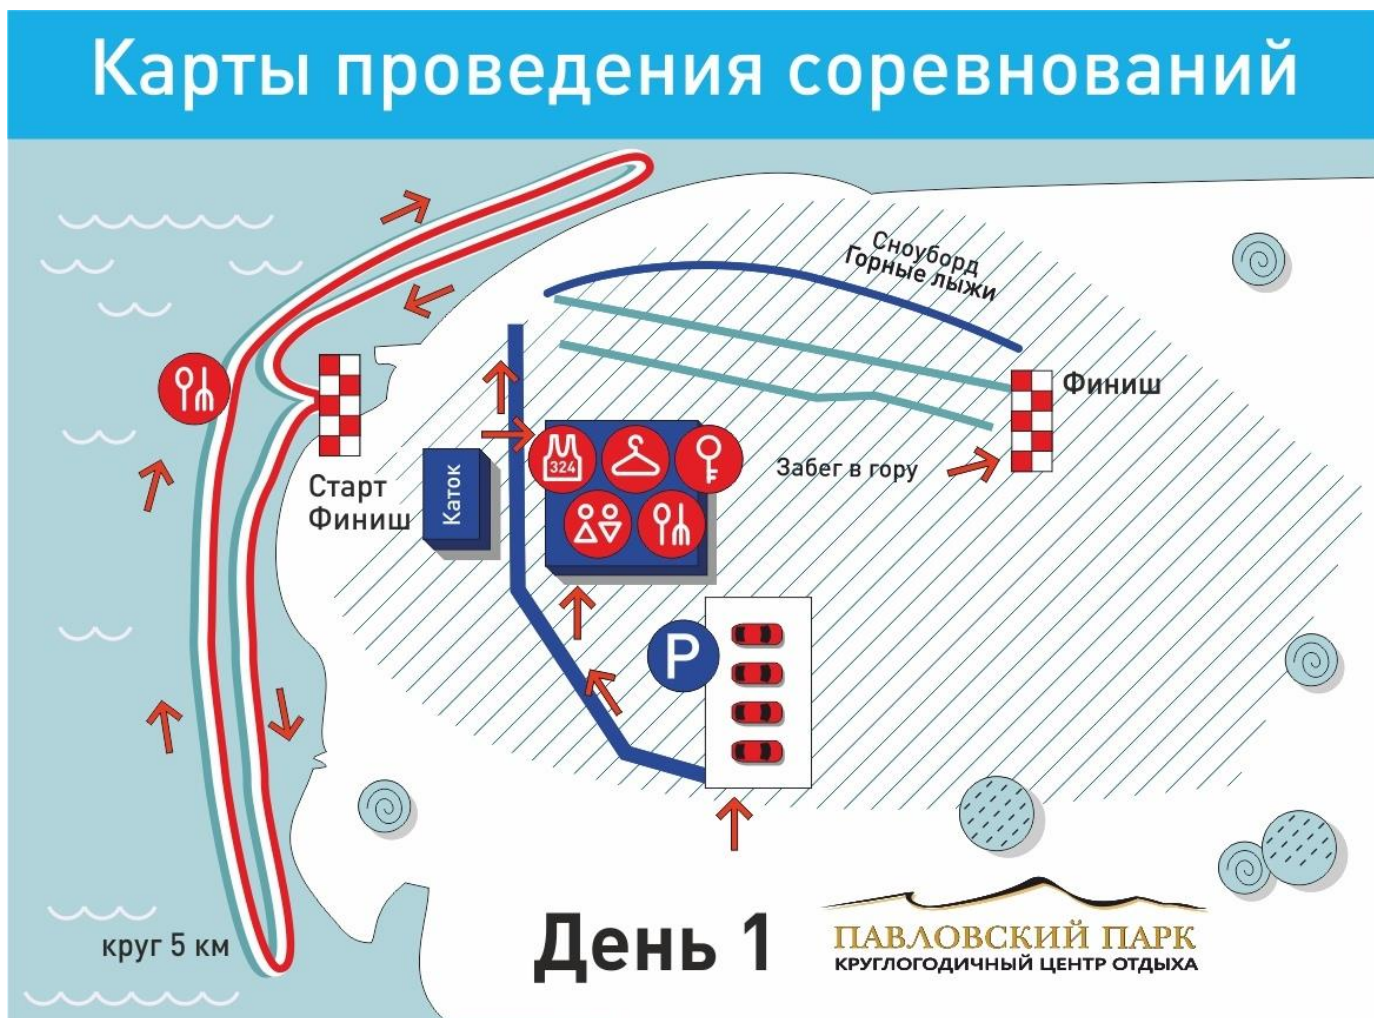 Карты проведения соревнований
Сноуборд
Горные лыжи
Финиш
324
Забег в гору
Старт
Финиш
Каток
P
круг 5 км
День 1
ПАВЛОВСКИЙ ПАРК
КРУГЛОГОДИЧНЫЙ ЦЕНТР ОТДЫХА